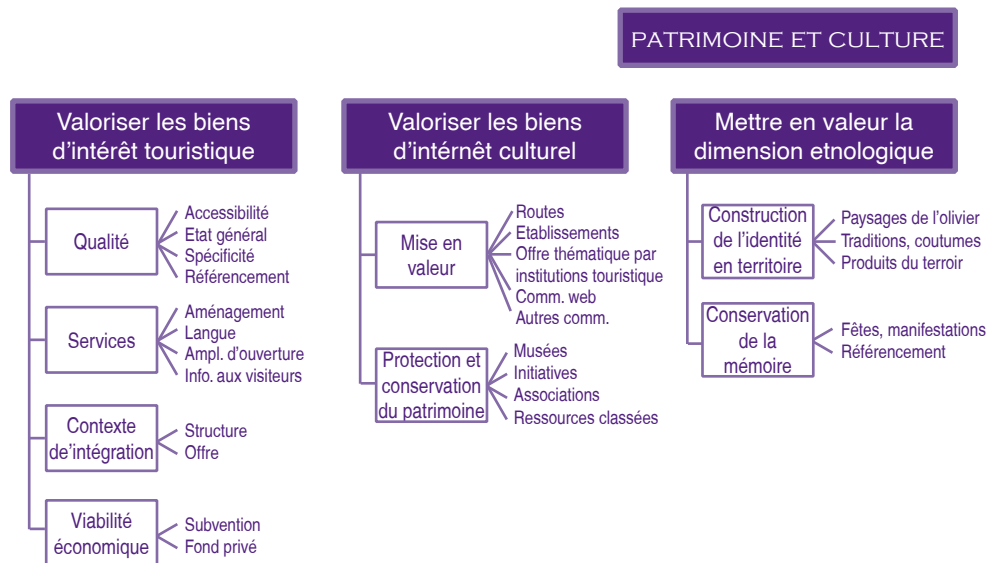 PATRIMOINE ET CULTURE
Valoriser les biens
d'intérêt touristique
Qualité
Accessibilité
Etat général
Spécificité
Référencement
Services
Aménagement
Langue
Ampl. d'ouverture
Info. aux visiteurs
Contexte
de'intégration
Structure
Offre
Viabilité
économique
Subvention
Fond privé
Valoriser les biens
d'intérnêt culturel
Mise en
valeur
Routes
Etablissements
Offre thématique par
institutions touristique
Comm. web
Autres comm.
Protection et
conservation
du patrimoine
Musées
Initiatives
Associations
Ressources classées
Mettre en valeur la
dimension etnologique
Construction
de l'identité
en territoire
Paysages de l'olivier
Traditions, coutumes
Produits du terroir
Conservation
de la
mémoire
Fêtes, manifestations
Référencement